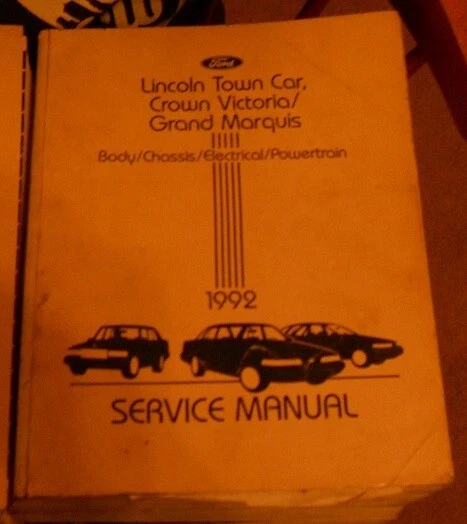 Ford
Lincoln Town Car,
Crown Victoria/
Grand Marquis
Body/Chassis/Electrical/Powertrain
1992
SERVICE MANUAL